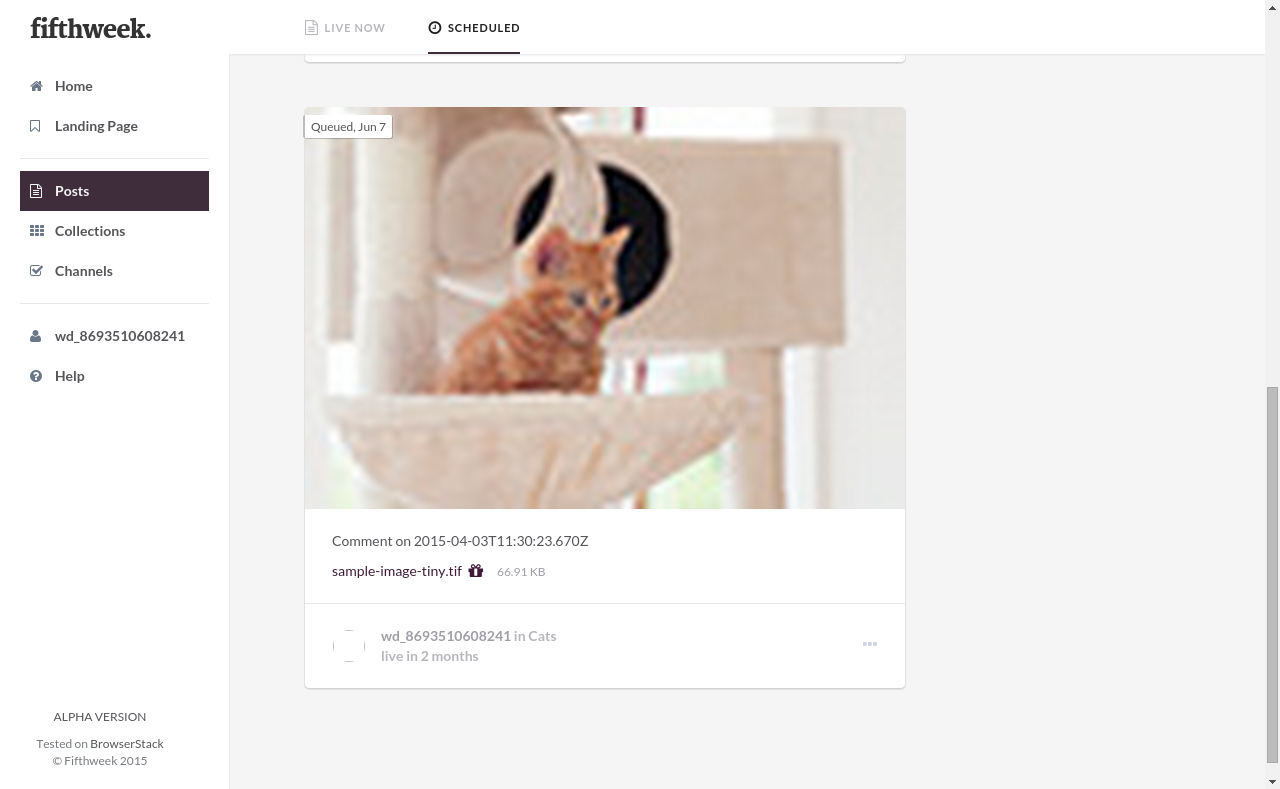 fifthweek.
LIVE NOW
SCHEDULED
Home
Landing Page
Posts
Collections
Channels
wd_8693510608241
Help
Queued, Jun 7
Comment on 2015-04-03T11:30:23.670Z
sample-image-tiny.tif 66.91 KB
wd_8693510608241 in Cats
live in 2 months
ALPHA VERSION
Tested on BrowserStack
© Fifthweek 2015